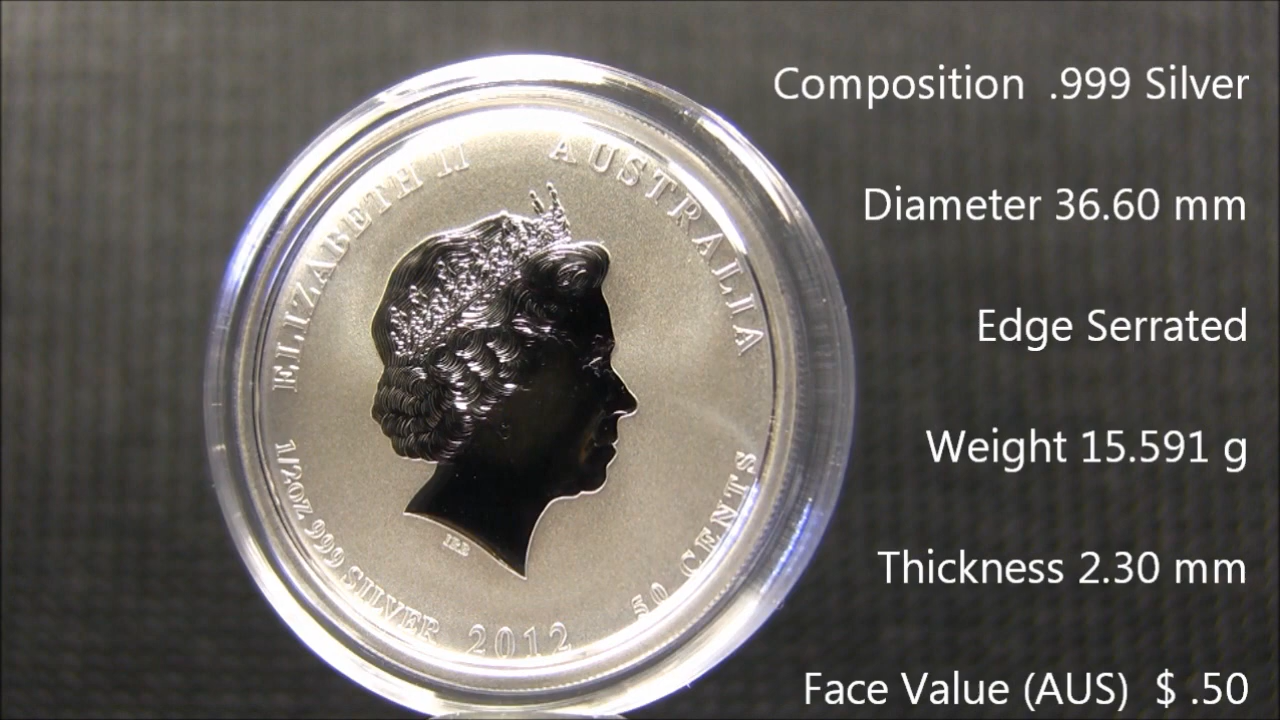 ELIZABETH II AUSTRALIA
1/2OZ 999 SILVER 2012 50 CENTS
IRB
Composition .999 Silver
Diameter 36.60 mm
Edge Serrated
Weight 15.591 g
Thickness 2.30 mm
Face Value (AUS) $ .50